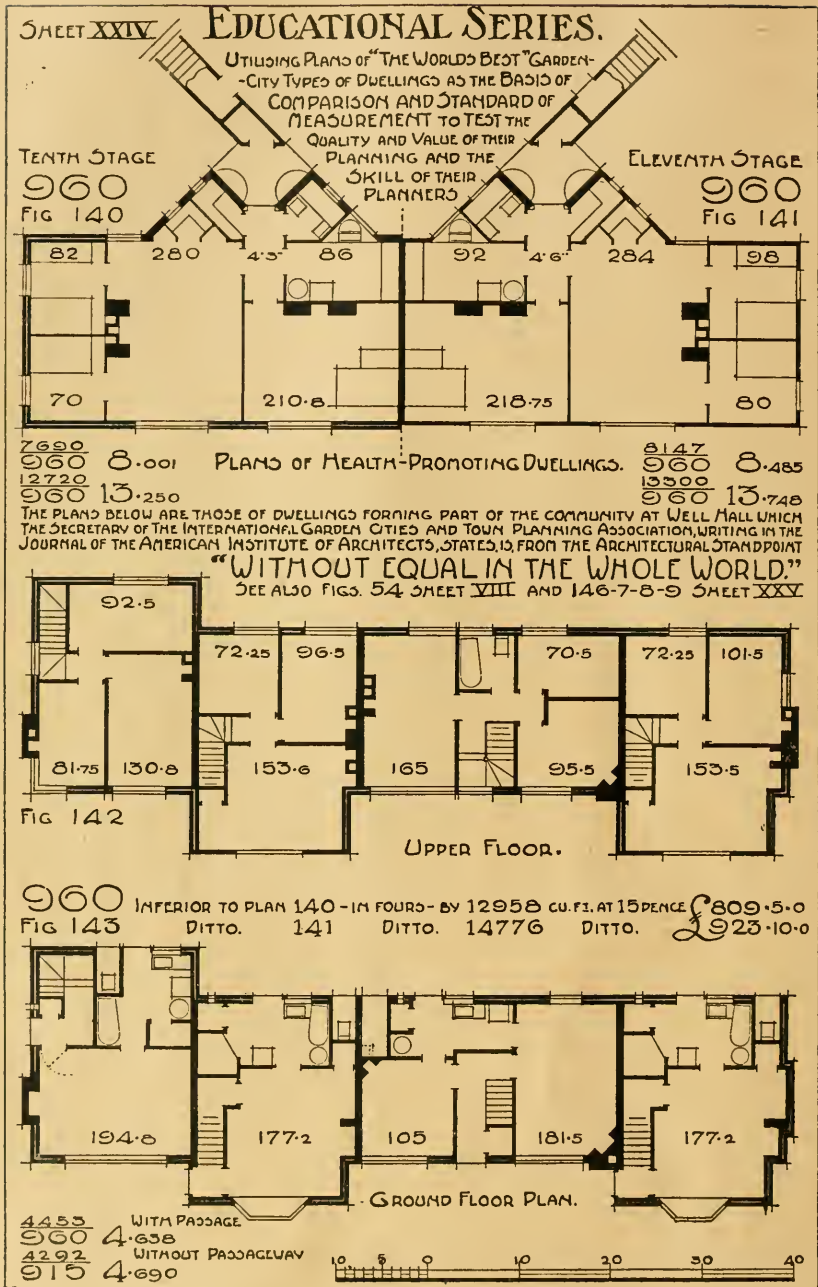 SHEET XXIV
EDUCATIONAL SERIES.
UTILISING PLANS OF "THE WORLDS BEST" GARDEN-
-CITY TYPES OF DWELLINGS AS THE BASIS OF
COMPARISON AND STANDARD OF
MEASUREMENT TO TEST THE
QUALITY AND VALUE OF THEIR
PLANNING AND THE
SKILL OF THEIR
PLANNERS
TENTH STAGE
960
FIG 140
ELEVENTH STAGE
960
FIG 141
82 280 4'·3" 86 92 4'·6" 284 98
70 210·8 218·75 80
7690
960 8·001
12720
960 13·250
PLANS OF HEALTH-PROMOTING DWELLINGS.
8147
960 8·485
13300
960 13·748
THE PLANS BELOW ARE THOSE OF DWELLINGS FORMING PART OF THE COMMUNITY AT WELL HALL WHICH
THE SECRETARY OF THE INTERNATIONAL GARDEN CITIES AND TOWN PLANNING ASSOCIATION, WRITING IN THE
JOURNAL OF THE AMERICAN INSTITUTE OF ARCHITECTS, STATES, IS, FROM THE ARCHITECTURAL STANDPOINT
"WITHOUT EQUAL IN THE WHOLE WORLD."
SEE ALSO FIGS. 54 SHEET VIII AND 146-7-8-9 SHEET XXV
92·5
72·25 96·5 70·5 72·25 101·5
81·75 130·8 153·6 165 95·5 153·5
FIG 142
UPPER FLOOR.
960 INFERIOR TO PLAN 140 - IN FOURS - BY 12958 CU. FT. AT 15 PENCE £809·5·0
FIG 143 DITTO. 141 DITTO. 14776 DITTO. £923·10·0
194·8 177·2 105 181·5 177·2
GROUND FLOOR PLAN.
4453 WITH PASSAGE
960 4·638
4292 WITHOUT PASSAGEWAY
915 4·690
10 5 0 10 20 30 40